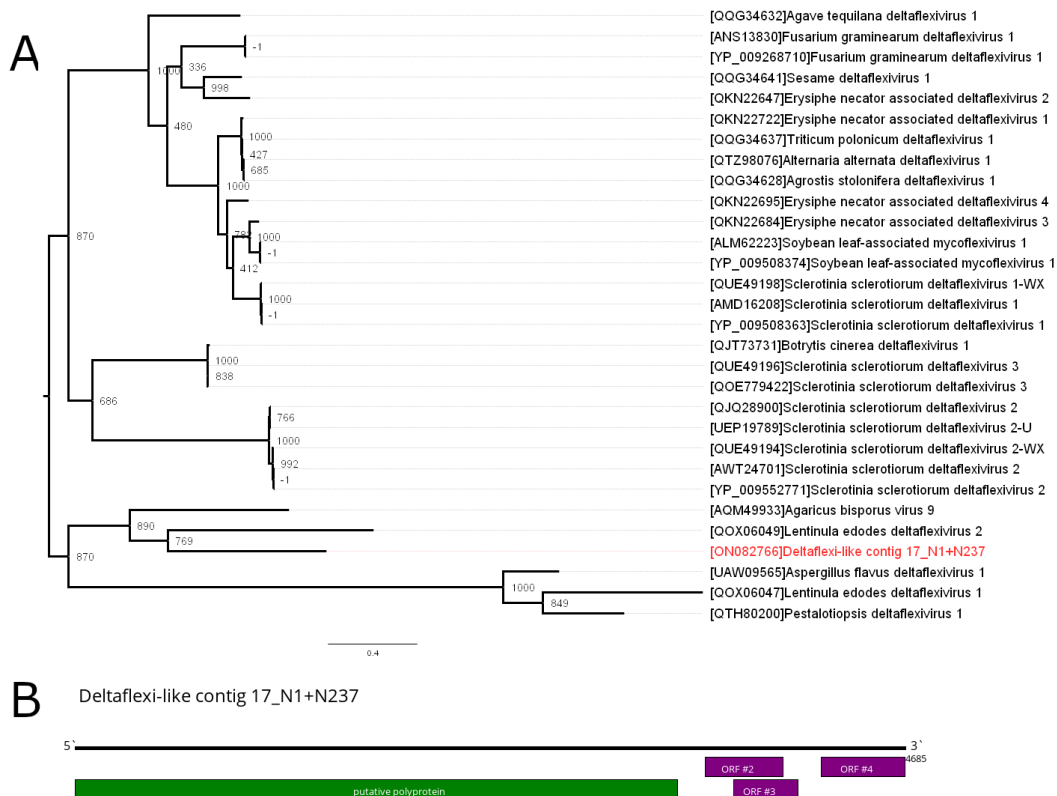 A
[QQG34632]Agave tequilana deltaflexivirus 1
[ANS13830]Fusarium graminearum deltaflexivirus 1
-1
[YP_009268710]Fusarium graminearum deltaflexivirus 1
336
1000
[QQG34641]Sesame deltaflexivirus 1
998
[QKN22647]Erysiphe necator associated deltaflexivirus 2
[QKN22722]Erysiphe necator associated deltaflexivirus 1
480
1000
[QQG34637]Triticum polonicum deltaflexivirus 1
427
[QTZ98076]Alternaria alternata deltaflexivirus 1
685
[QQG34628]Agrostis stolonifera deltaflexivirus 1
1000
[QKN22695]Erysiphe necator associated deltaflexivirus 4
[QKN22684]Erysiphe necator associated deltaflexivirus 3
870
1000
[ALM62223]Soybean leaf-associated mycoflexivirus 1
-1
[YP_009508374]Soybean leaf-associated mycoflexivirus 1
412
[QUE49198]Sclerotinia sclerotiorum deltaflexivirus 1-WX
1000
[AMD16208]Sclerotinia sclerotiorum deltaflexivirus 1
-1
[YP_009508363]Sclerotinia sclerotiorum deltaflexivirus 1
[QJT73731]Botrytis cinerea deltaflexivirus 1
1000
[QUE49196]Sclerotinia sclerotiorum deltaflexivirus 3
838
[QOE779422]Sclerotinia sclerotiorum deltaflexivirus 3
686
[QJQ28900]Sclerotinia sclerotiorum deltaflexivirus 2
766
[UEP19789]Sclerotinia sclerotiorum deltaflexivirus 2-U
1000
[QUE49194]Sclerotinia sclerotiorum deltaflexivirus 2-WX
992
[AWT24701]Sclerotinia sclerotiorum deltaflexivirus 2
-1
[YP_009552771]Sclerotinia sclerotiorum deltaflexivirus 2
[AQM49933]Agaricus bisporus virus 9
890
[QOX06049]Lentinula edodes deltaflexivirus 2
769
[ON082766]Deltaflexi-like contig 17_N1+N237
870
[UAW09565]Aspergillus flavus deltaflexivirus 1
1000
[QOX06047]Lentinula edodes deltaflexivirus 1
849
[QTH80200]Pestalotiopsis deltaflexivirus 1
0.4
B
Deltaflexi-like contig 17_N1+N237
5`
3`
4685
ORF #2
ORF #4
putative polyprotein
ORF #3